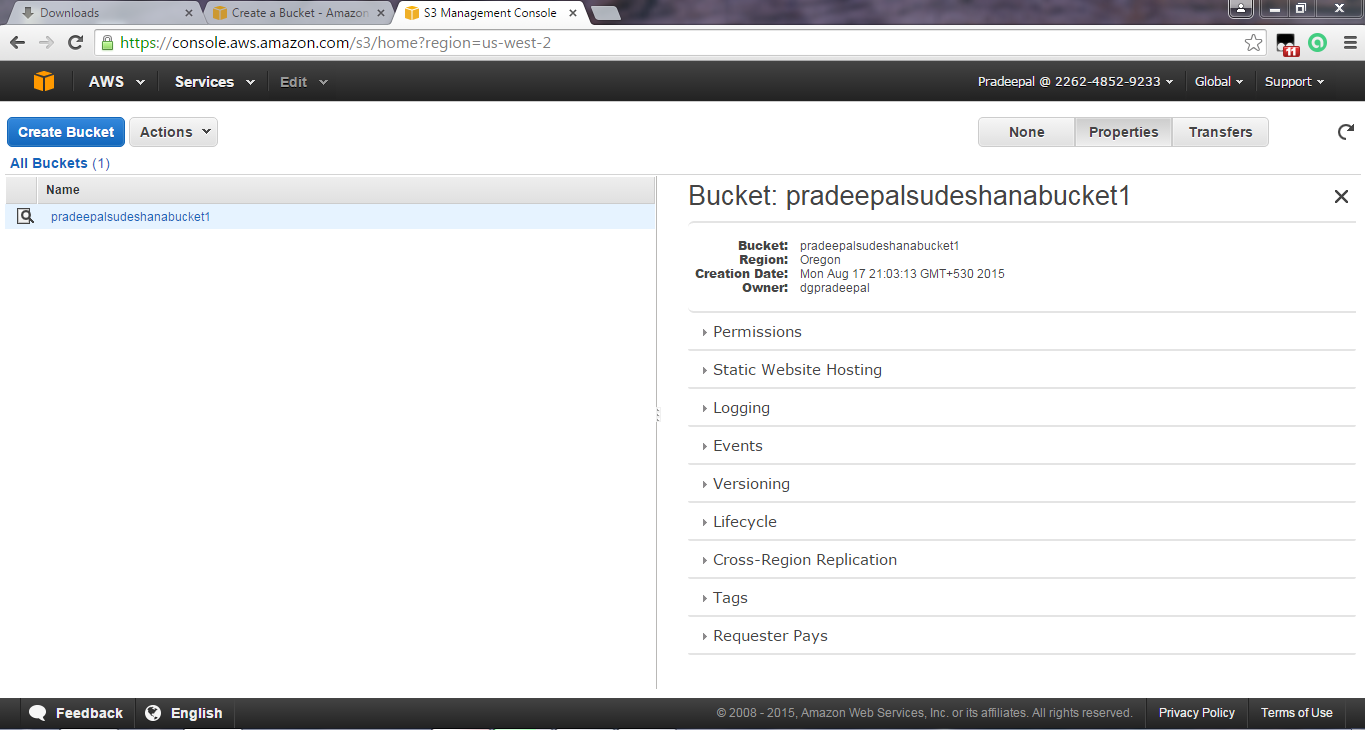 Downloads
Create a Bucket - Amazon
S3 Management Console
https://console.aws.amazon.com/s3/home?region=us-west-2
11
AWS Services Edit
Pradeepal @ 2262-4852-9233 Global Support
Create Bucket Actions
None Properties Transfers
All Buckets (1)
Name
pradeepalsudeshanabucket1
Bucket: pradeepalsudeshanabucket1
Bucket: pradeepalsudeshanabucket1
Region: Oregon
Creation Date: Mon Aug 17 21:03:13 GMT+530 2015
Owner: dgpradeepal
Permissions
Static Website Hosting
Logging
Events
Versioning
Lifecycle
Cross-Region Replication
Tags
Requester Pays
Feedback English
© 2008 - 2015, Amazon Web Services, Inc. or its affiliates. All rights reserved. Privacy Policy Terms of Use